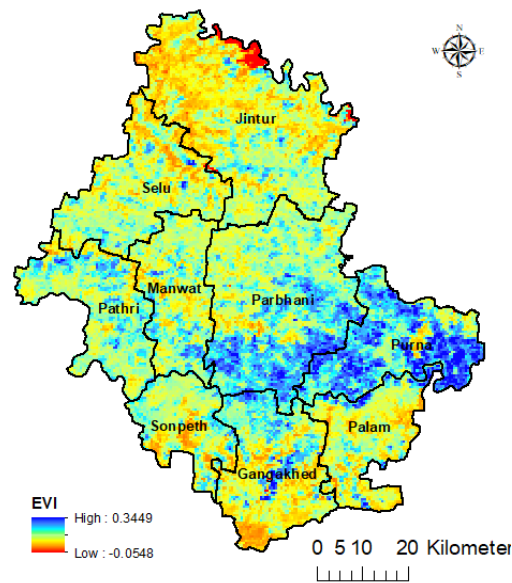 N
W E
S
Jintur
Selu
Manwat
Parbhani
Pathri
Purna
Sonpeth
Palam
Gangakhed
EVI
High : 0.3449
Low : -0.0548
0 5 10 20 Kilometer